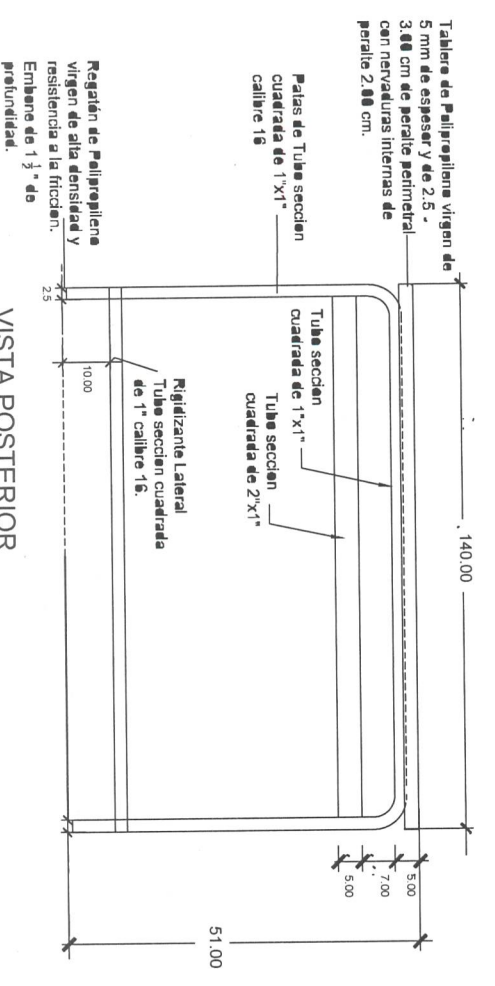 Tablero de Polipropileno virgen de
5 mm de espesor y de 2.5 -
3.00 cm de peralte perimetral
con nervaduras internas de
peralte 2.00 cm.
140.00
Patas de Tubo seccion
cuadrada de 1"x1"
calibre 16
Tubo seccion
cuadrada de 1"x1"
Tubo seccion
cuadrada de 2"x1"
5.00
7.00
5.00
51.00
Rigidizante Lateral
Tubo seccion cuadrada
de 1" calibre 16.
10.00
2.5
Regatón de Polipropileno
virgen de alta densidad y
resistencia a la friccion.
Embone de 1 1/2" de
profundidad.
VISTA POSTERIOR